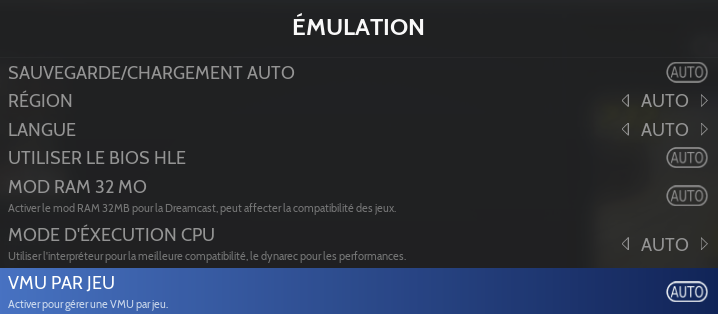 ÉMULATION
SAUVEGARDE/CHARGEMENT AUTO AUTO
RÉGION AUTO
LANGUE AUTO
UTILISER LE BIOS HLE AUTO
MOD RAM 32 MO AUTO
Activer le mod RAM 32MB pour la Dreamcast, peut affecter la compatibilité des jeux.
MODE D'ÉXECUTION CPU AUTO
Utiliser l'interpréteur pour la meilleure compatibilité, le dynarec pour les performances.
VMU PAR JEU AUTO
Activer pour gérer une VMU par jeu.